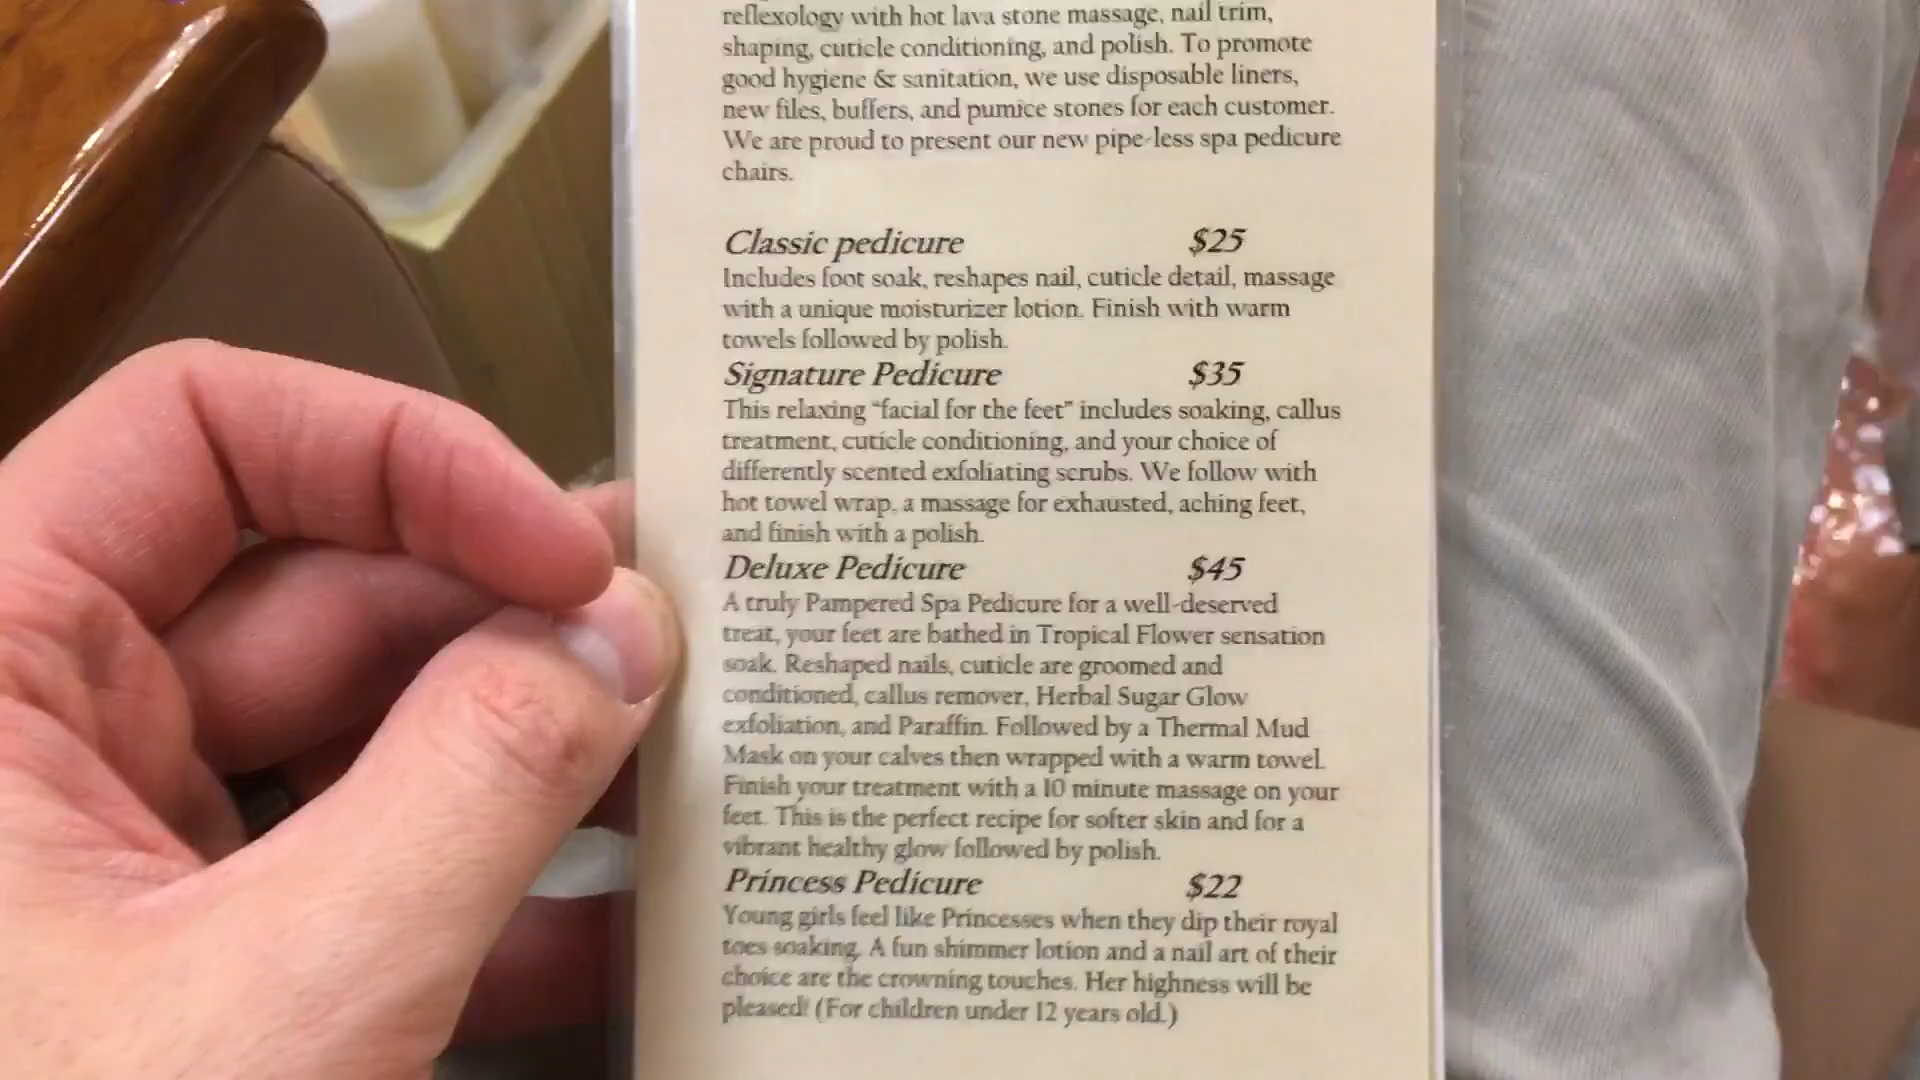 reflexology with hot lava stone massage, nail trim,
shaping, cuticle conditioning, and polish. To promote
good hygiene & sanitation, we use disposable liners,
new files, buffers, and pumice stones for each customer.
We are proud to present our new pipe-less spa pedicure
chairs.
Classic pedicure $25
Includes foot soak, reshapes nail, cuticle detail, massage
with a unique moisturizer lotion. Finish with warm
towels followed by polish.
Signature Pedicure $35
This relaxing "facial for the feet" includes soaking, callus
treatment, cuticle conditioning, and your choice of
differently scented exfoliating scrubs. We follow with
hot towel wrap, a massage for exhausted, aching feet,
and finish with a polish.
Deluxe Pedicure $45
A truly Pampered Spa Pedicure for a well-deserved
treat, your feet are bathed in Tropical Flower sensation
soak. Reshaped nails, cuticle are groomed and
conditioned, callus remover, Herbal Sugar Glow
exfoliation, and Paraffin. Followed by a Thermal Mud
Mask on your calves then wrapped with a warm towel.
Finish your treatment with a 10 minute massage on your
feet. This is the perfect recipe for softer skin and for a
vibrant healthy glow followed by polish.
Princess Pedicure $22
Young girls feel like Princesses when they dip their royal
toes soaking. A fun shimmer lotion and a nail art of their
choice are the crowning touches. Her highness will be
pleased! (For children under 12 years old.)